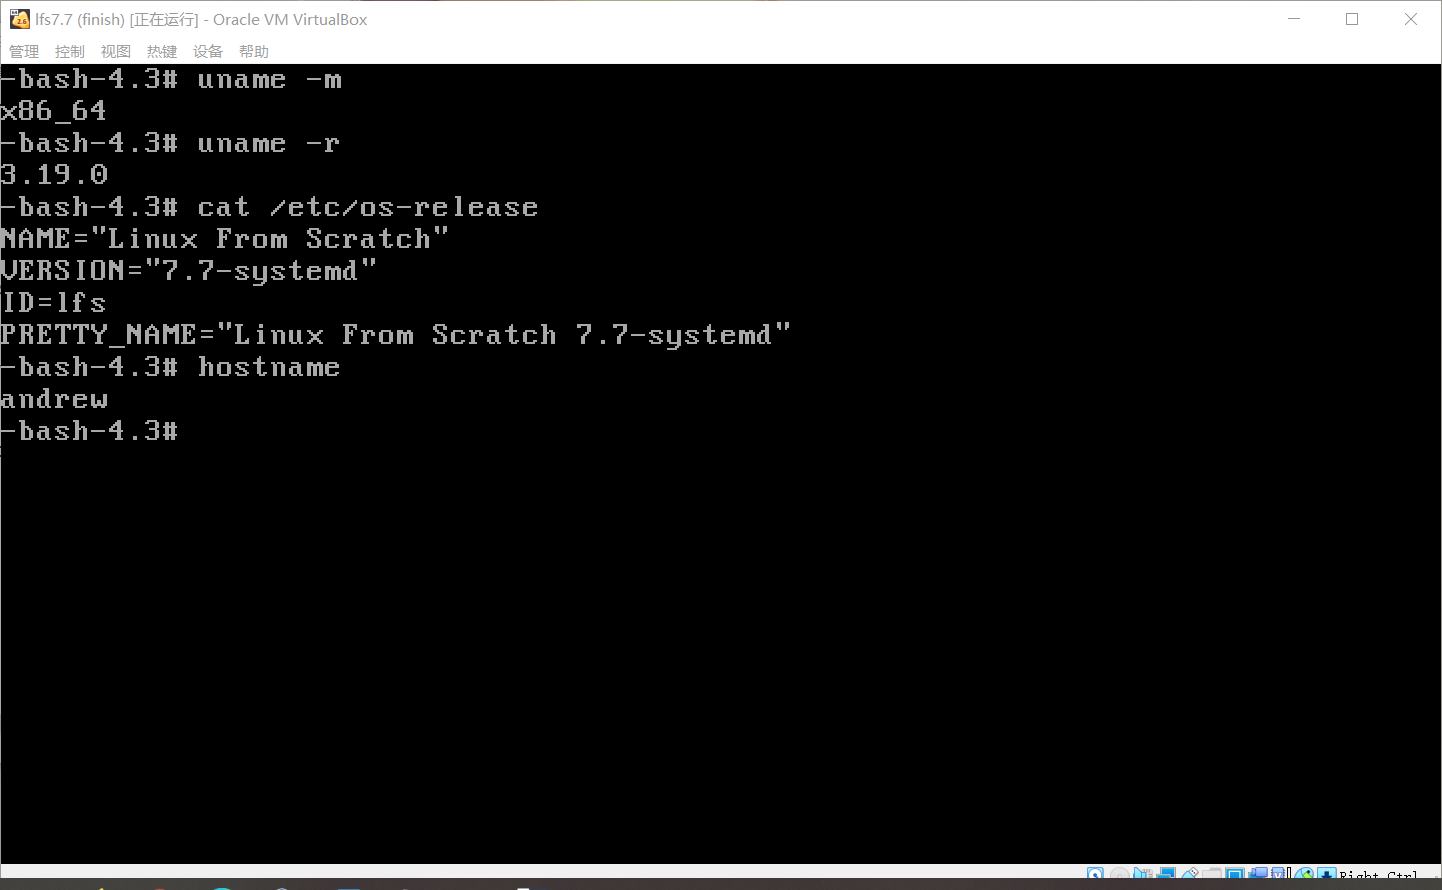 lfs7.7 (finish) [正在运行] - Oracle VM VirtualBox
管理 控制 视图 热键 设备 帮助
-bash-4.3# uname -m
x86_64
-bash-4.3# uname -r
3.19.0
-bash-4.3# cat /etc/os-release
NAME="Linux From Scratch"
VERSION="7.7-systemd"
ID=lfs
PRETTY_NAME="Linux From Scratch 7.7-systemd"
-bash-4.3# hostname
andrew
-bash-4.3#
Right Ctrl